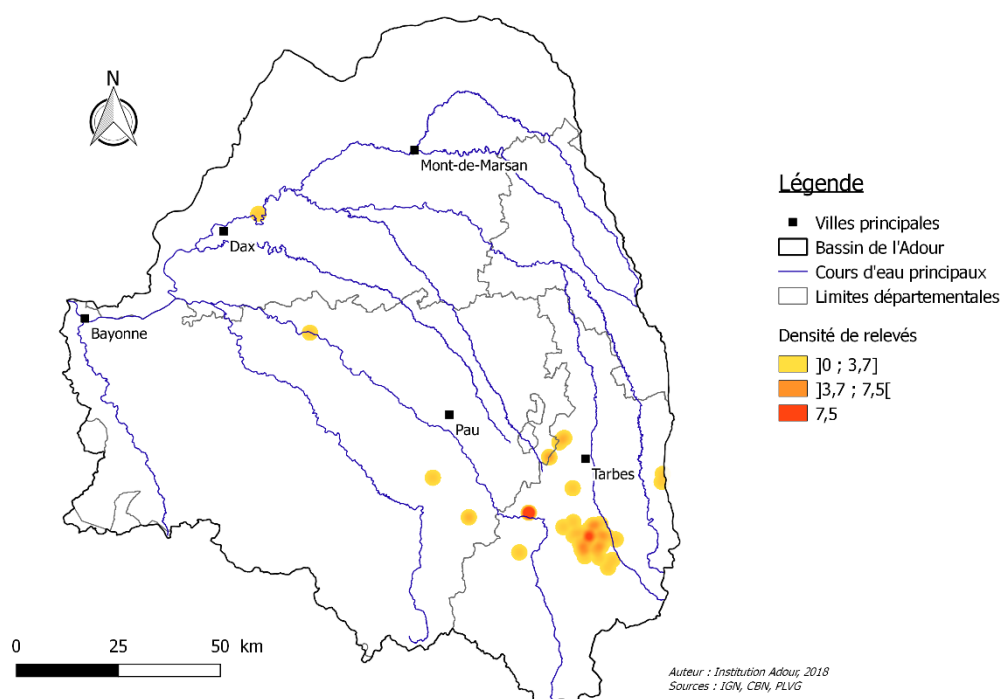 N
Mont-de-Marsan
Dax
Bayonne
Pau
Tarbes
Légende
Villes principales
Bassin de l'Adour
Cours d'eau principaux
Limites départementales
Densité de relevés
]0 ; 3,7]
]3,7 ; 7,5[
7,5
0 25 50 km
Auteur : Institution Adour, 2018
Sources : IGN, CBN, PLVG